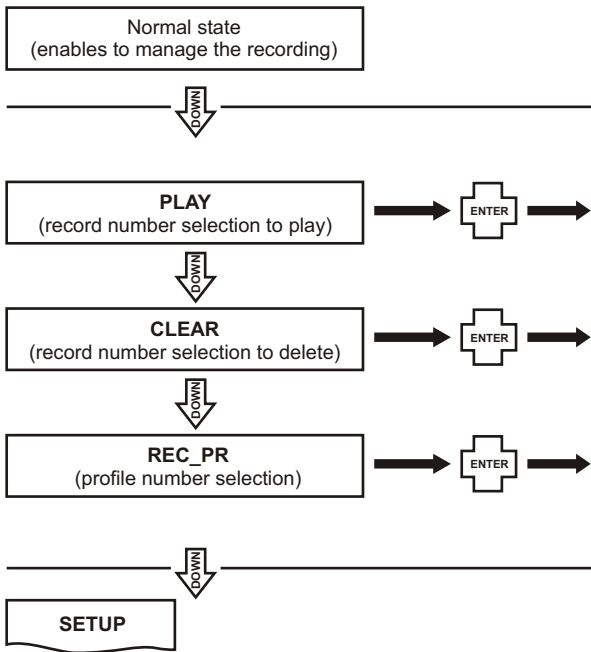 Normal state
(enables to manage the recording)
DOWN
PLAY
(record number selection to play)
ENTER
DOWN
CLEAR
(record number selection to delete)
ENTER
DOWN
REC_PR
(profile number selection)
ENTER
DOWN
SETUP